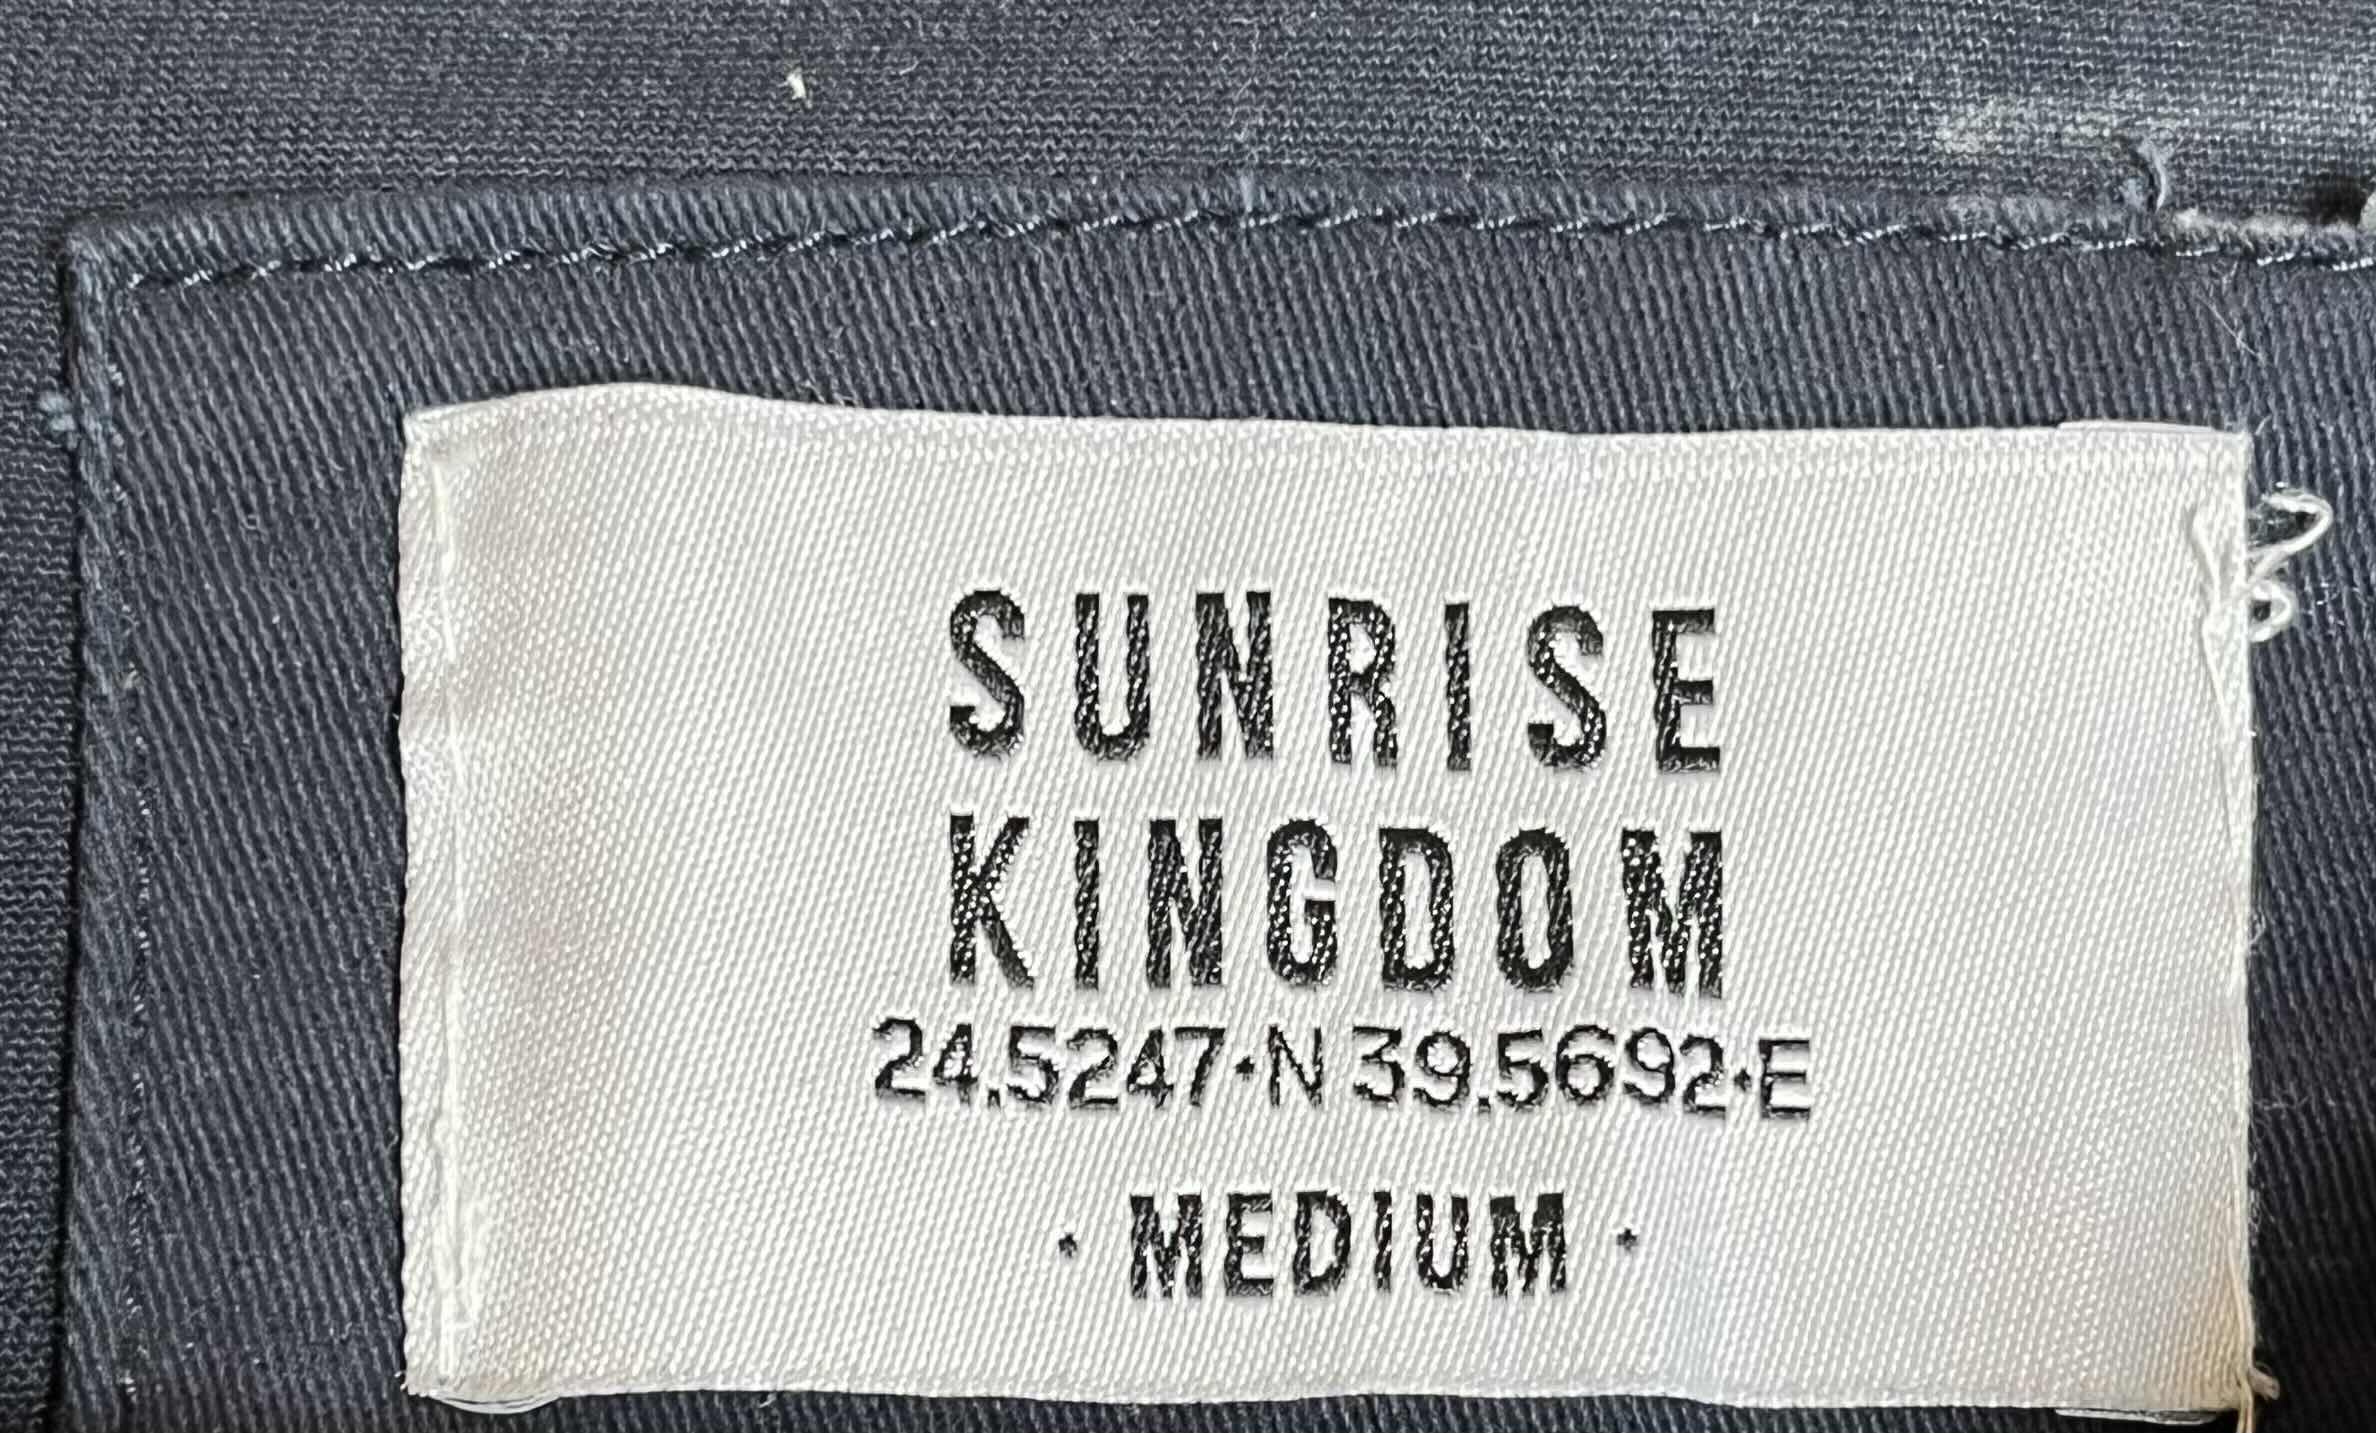 SUNRISE
KINGDOM
24.5247·N 39.5692·E
· MEDIUM ·